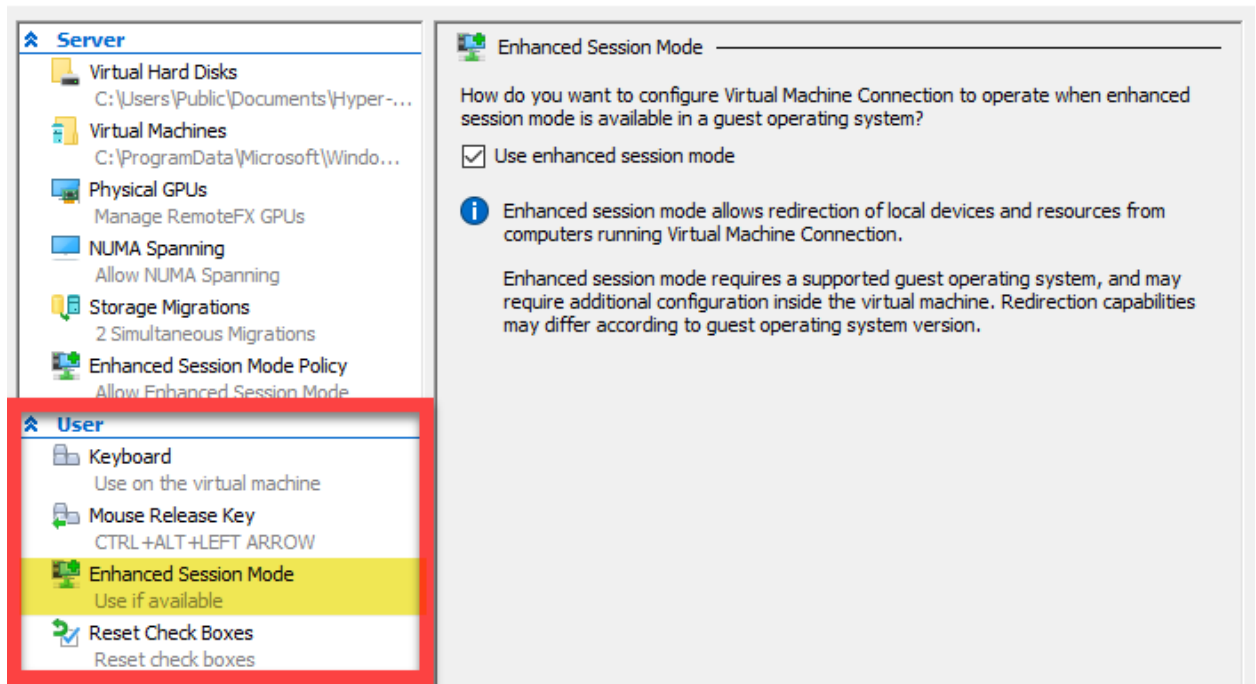 Server
Virtual Hard Disks
C:\Users\Public\Documents\Hyper-...
Virtual Machines
C:\ProgramData\Microsoft\Windo...
Physical GPUs
Manage RemoteFX GPUs
NUMA Spanning
Allow NUMA Spanning
Storage Migrations
2 Simultaneous Migrations
Enhanced Session Mode Policy
Allow Enhanced Session Mode
User
Keyboard
Use on the virtual machine
Mouse Release Key
CTRL+ALT+LEFT ARROW
Enhanced Session Mode
Use if available
Reset Check Boxes
Reset check boxes
Enhanced Session Mode
How do you want to configure Virtual Machine Connection to operate when enhanced
session mode is available in a guest operating system?
Use enhanced session mode
Enhanced session mode allows redirection of local devices and resources from
computers running Virtual Machine Connection.
Enhanced session mode requires a supported guest operating system, and may
require additional configuration inside the virtual machine. Redirection capabilities
may differ according to guest operating system version.